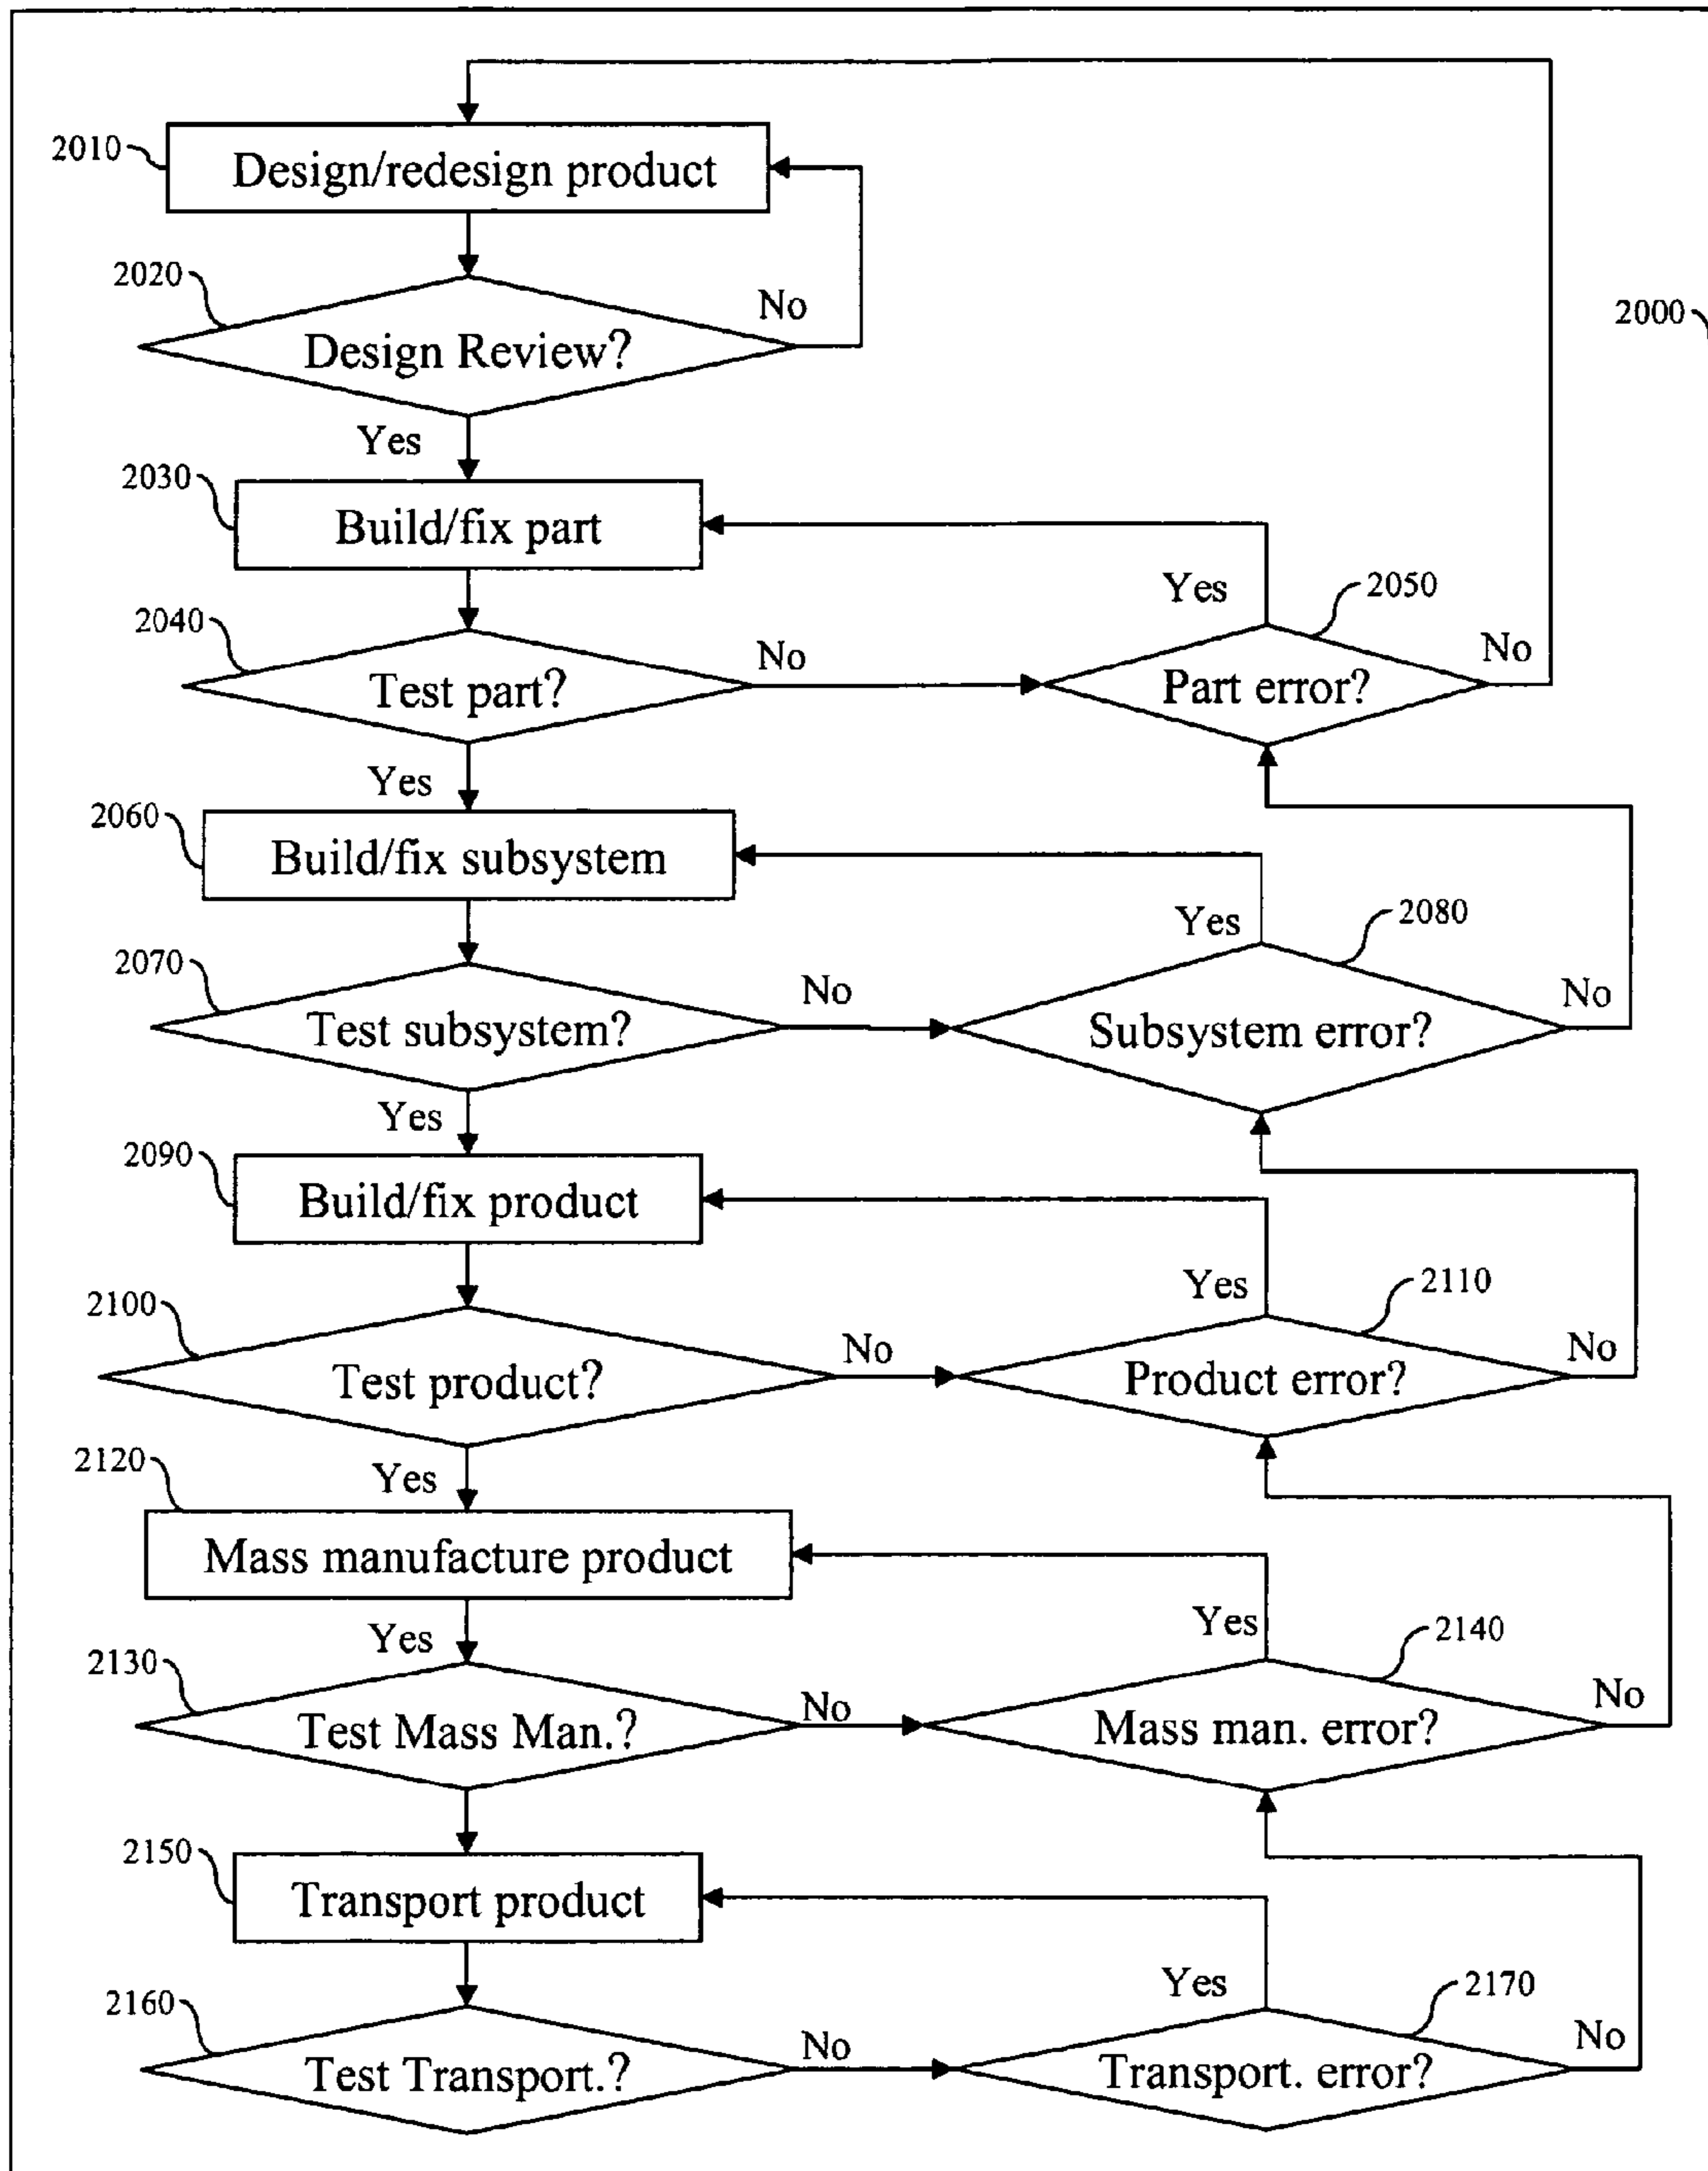 2010
Design/redesign product
2020
No
Design Review?
2000
Yes
2030
Build/fix part
Yes
2050
2040
No
No
Test part?
Part error?
Yes
2060
Build/fix subsystem
Yes
2080
2070
No
No
Test subsystem?
Subsystem error?
Yes
2090
Build/fix product
Yes
2110
2100
No
No
Test product?
Product error?
2120
Yes
Mass manufacture product
Yes
Yes
2140
2130
No
No
Test Mass Man.?
Mass man. error?
2150
Transport product
Yes
2170
2160
No
No
Test Transport.?
Transport. error?